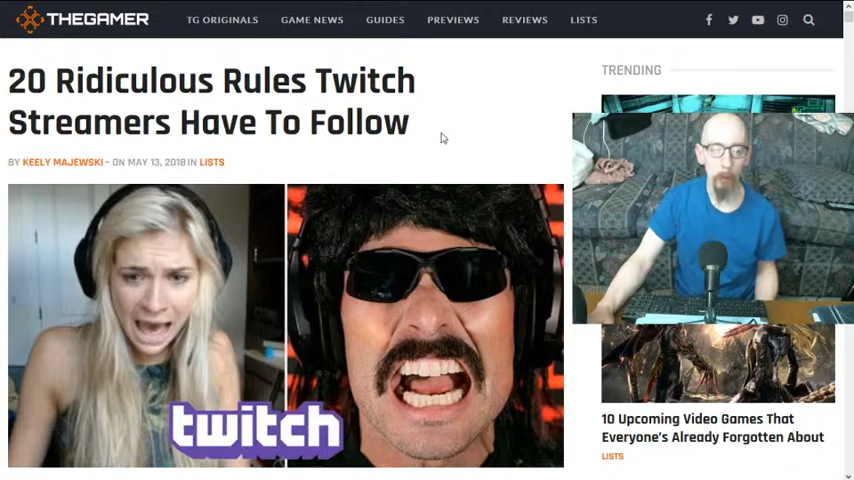 THEGAMER
TG ORIGINALS GAME NEWS GUIDES PREVIEWS REVIEWS LISTS
20 Ridiculous Rules Twitch
Streamers Have To Follow
BY KEELY MAJEWSKI – ON MAY 13, 2018 IN LISTS
twitch
TRENDING
10 Upcoming Video Games That
Everyone's Already Forgotten About
LISTS